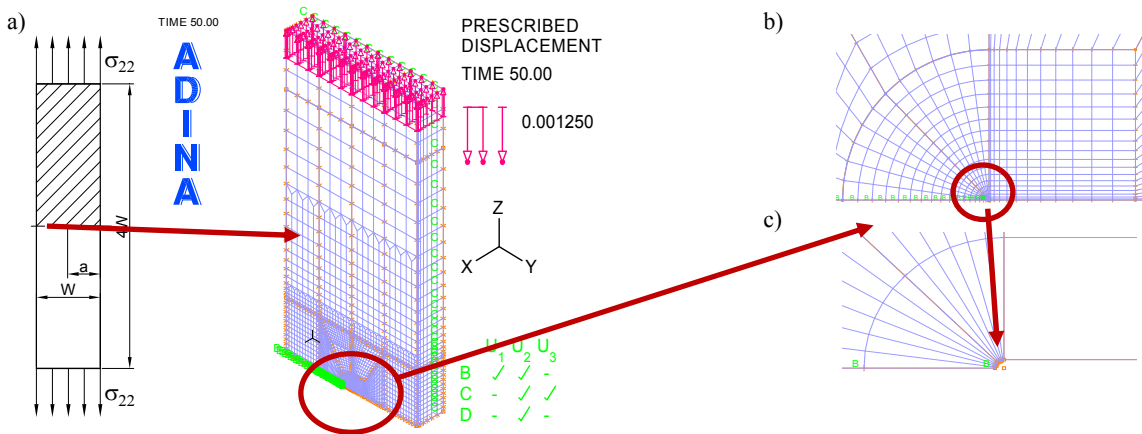 a)
TIME 50.00
σ22
4W
a
W
σ22
ADINA
C
PRESCRIBED
DISPLACEMENT
TIME 50.00
0.001250
Z
X Y
U1 U2 U3
B ✓ ✓ -
C - ✓ ✓
D - ✓ -
b)
B B B B B
c)
B B